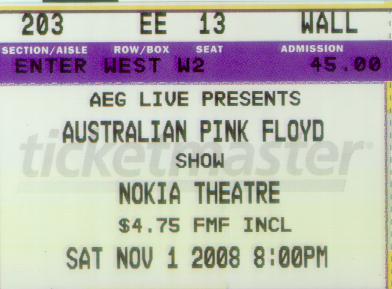 203 EE 13 WALL
SECTION/AISLE ROW/BOX SEAT ADMISSION
ENTER WEST W2 45.00
AEG LIVE PRESENTS
AUSTRALIAN PINK FLOYD
ticketmaster
SHOW
NOKIA THEATRE
$4.75 FMF INCL
SAT NOV 1 2008 8:00PM